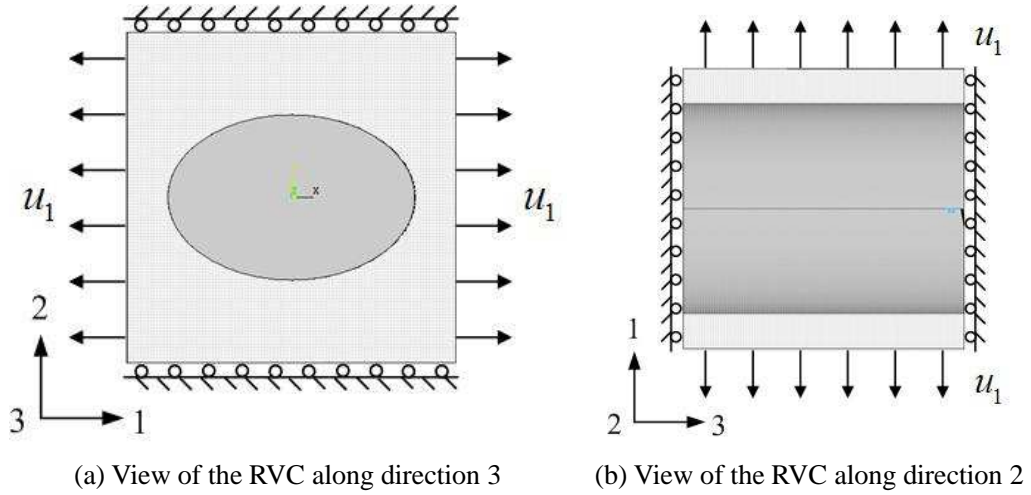 u₁
u₁
u₁
u₁
x
2
3
1
1
2
3
(a) View of the RVC along direction 3
(b) View of the RVC along direction 2